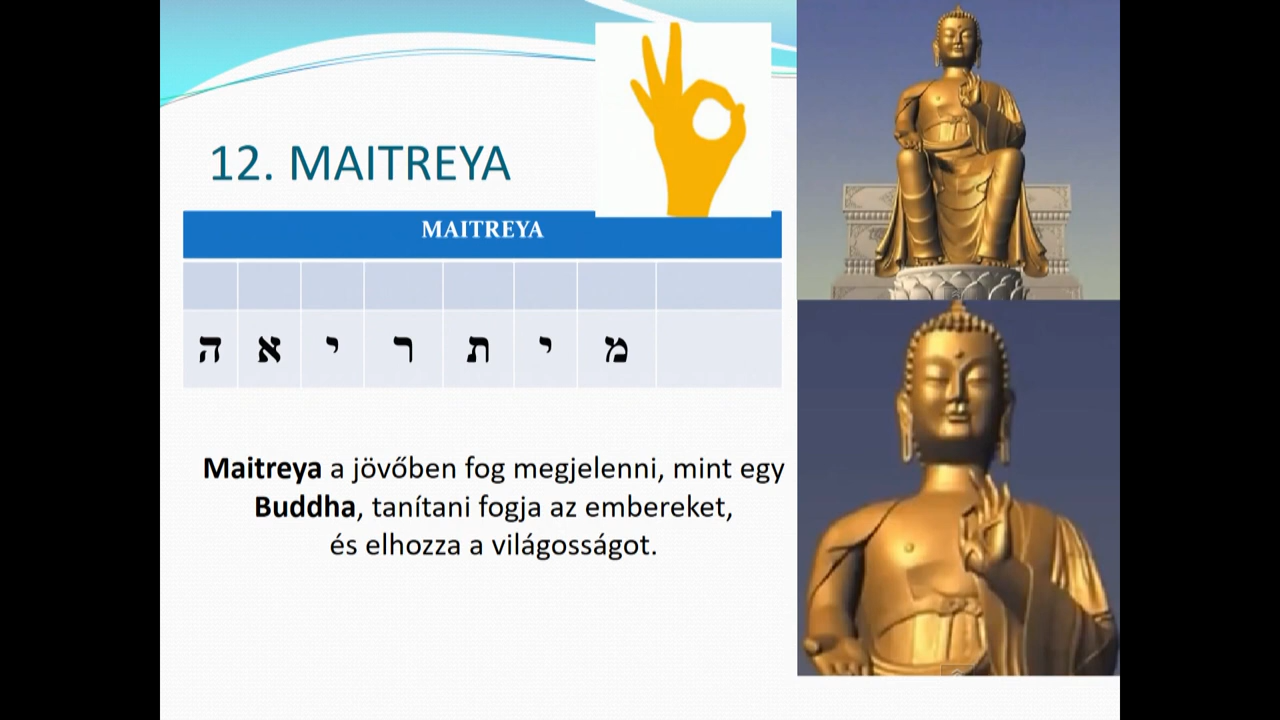 12. MAITREYA
MAITREYA
מ י ת ר י א ה
Maitreya a jövőben fog megjelenni, mint egy
Buddha, tanítani fogja az embereket,
és elhozza a világosságot.